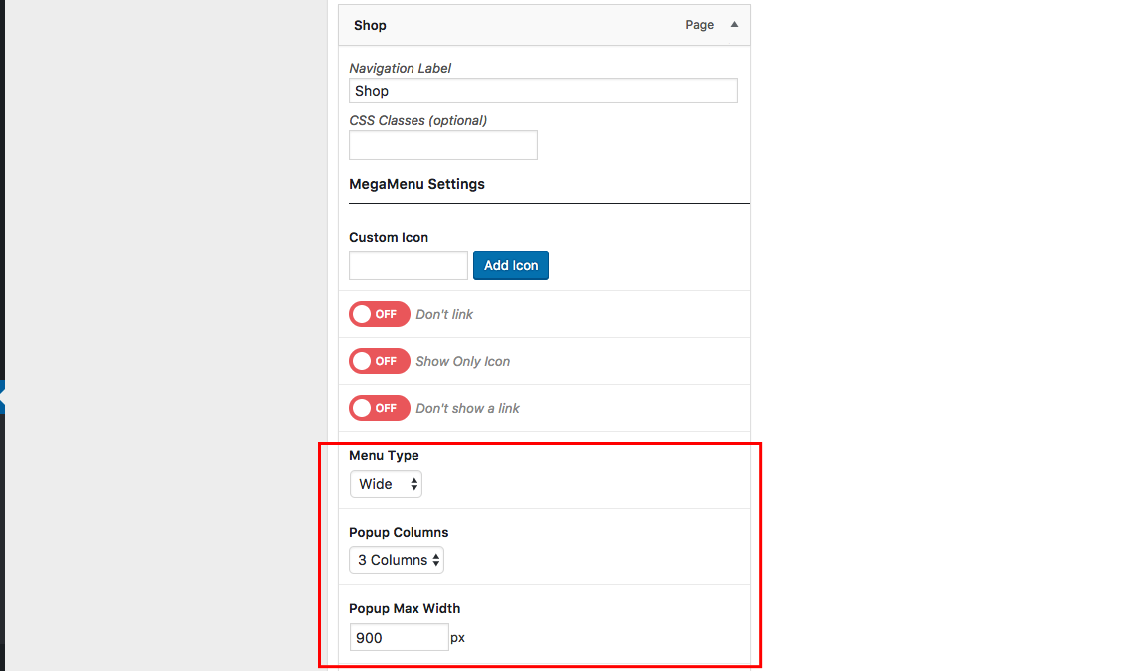 Shop Page
Navigation Label
Shop
CSS Classes (optional)
MegaMenu Settings
Custom Icon
Add Icon
OFF Don't link
OFF Show Only Icon
OFF Don't show a link
Menu Type
Wide
Popup Columns
3 Columns
Popup Max Width
900 px